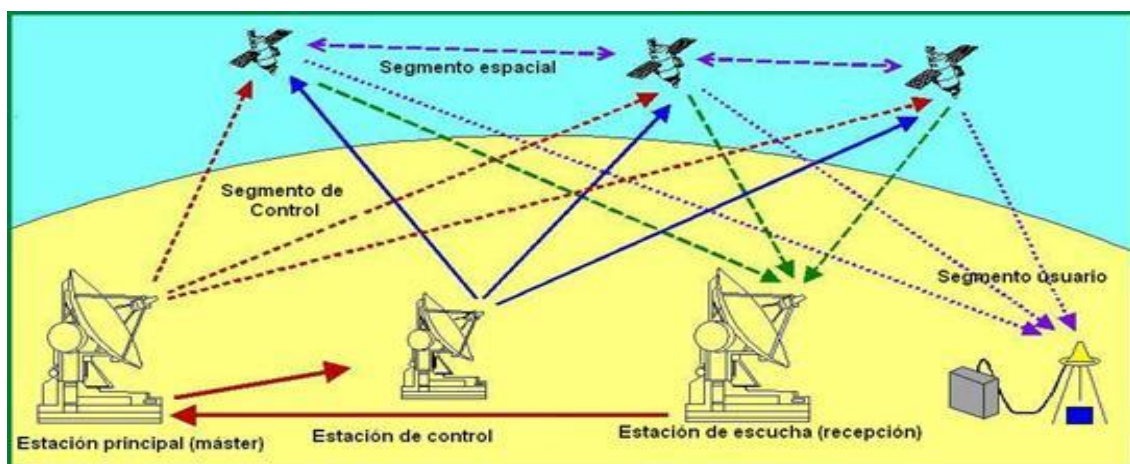 Segmento espacial
Segmento de
Control
Segmento usuario
Estación principal (máster)
Estación de control
Estación de escucha (recepción)